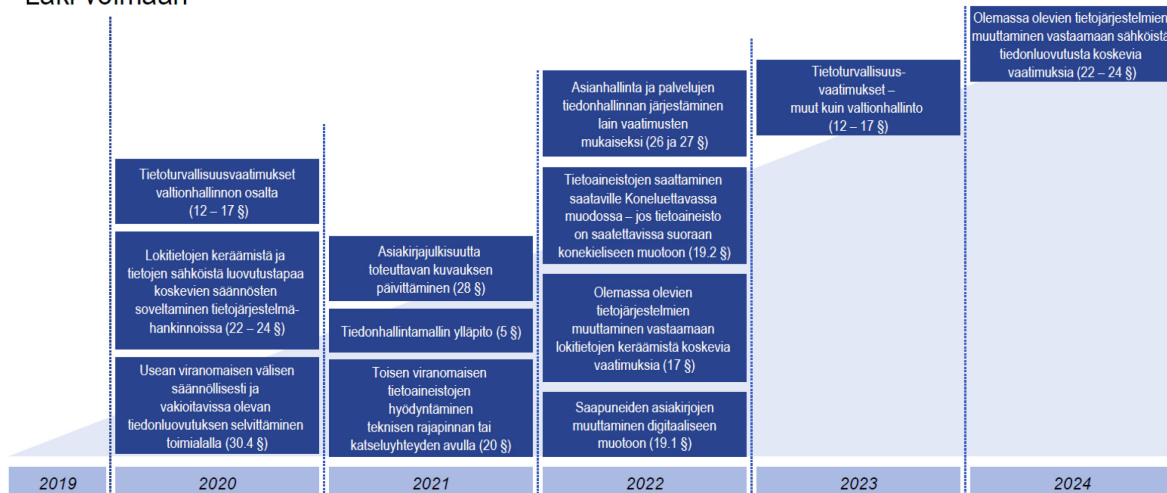 Laki voimaan
Tietoturvallisuusvaatimukset
valtionhallinnon osalta
(12 – 17 §)
Lokitietojen keräämistä ja
tietojen sähköistä luovutustapaa
koskevien säännösten
soveltaminen tietojärjestelmä-
hankinnoissa (22 – 24 §)
Usean viranomaisen välisen
säännöllisesti ja
vakioitavissa olevan
tiedonluovutuksen selvittäminen
toimialalla (30.4 §)
Asiakirjajulkisuutta
toteuttavan kuvauksen
päivittäminen (28 §)
Tiedonhallintamallin ylläpito (5 §)
Toisen viranomaisen
tietoaineistojen
hyödyntäminen
teknisen rajapinnan tai
katseluyhteyden avulla (20 §)
Asianhallinta ja palvelujen
tiedonhallinnan järjestäminen
lain vaatimusten
mukaiseksi (26 ja 27 §)
Tietoaineistojen saattaminen
saataville Koneluettavassa
muodossa – jos tietoaineisto
on saatettavissa suoraan
konekieliseen muotoon (19.2 §)
Olemassa olevien
tietojärjestelmien
muuttaminen vastaamaan
lokitietojen keräämistä koskevia
vaatimuksia (17 §)
Saapuneiden asiakirjojen
muuttaminen digitaaliseen
muotoon (19.1 §)
Tietoturvallisuus-
vaatimukset –
muut kuin valtionhallinto
(12 – 17 §)
Olemassa olevien tietojärjestelmien
muuttaminen vastaamaan sähköistä
tiedonluovutusta koskevia
vaatimuksia (22 – 24 §)
2019
2020
2021
2022
2023
2024